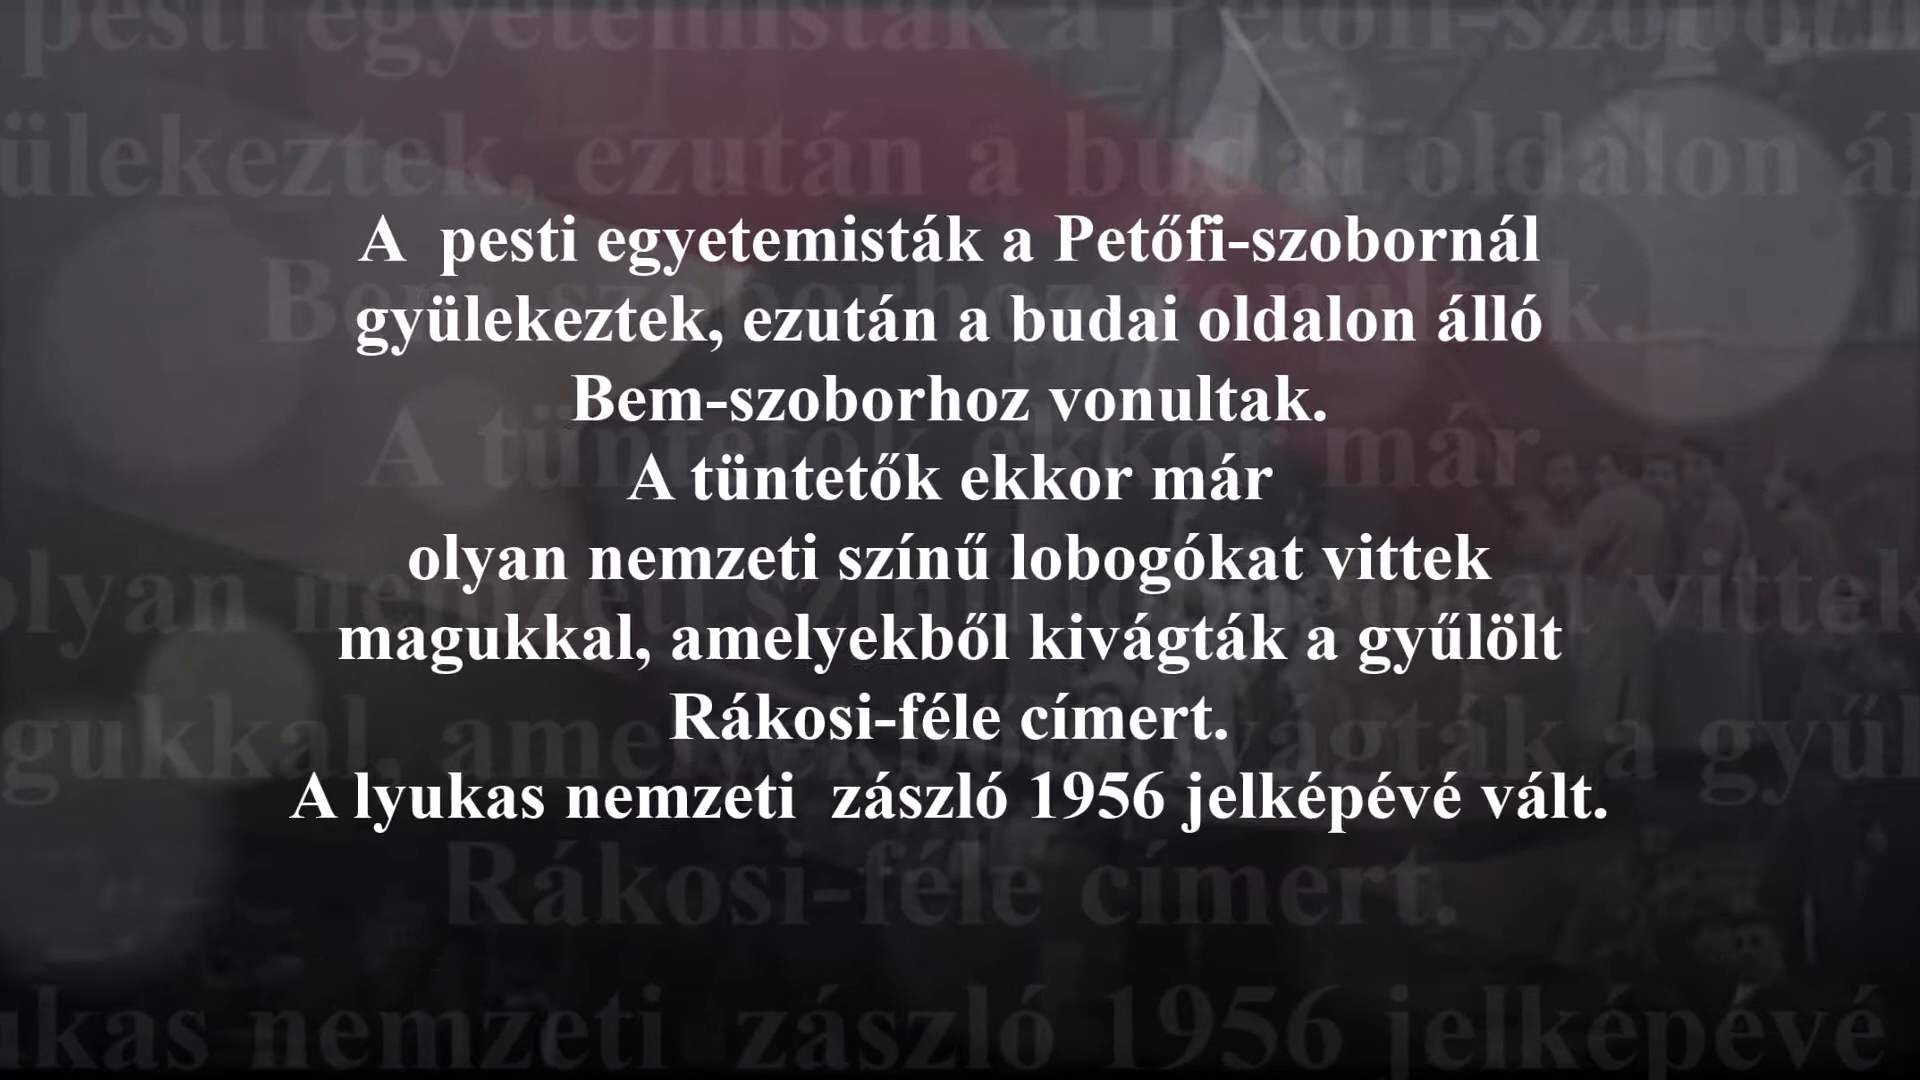 A  pesti egyetemisták a Petőfi-szobornál
gyülekeztek, ezután a budai oldalon álló
Bem-szoborhoz vonultak.
A tüntetők ekkor már
olyan nemzeti színű lobogókat vittek
magukkal, amelyekből kivágták a gyűlölt
Rákosi-féle címert.
A lyukas nemzeti  zászló 1956 jelképévé vált.